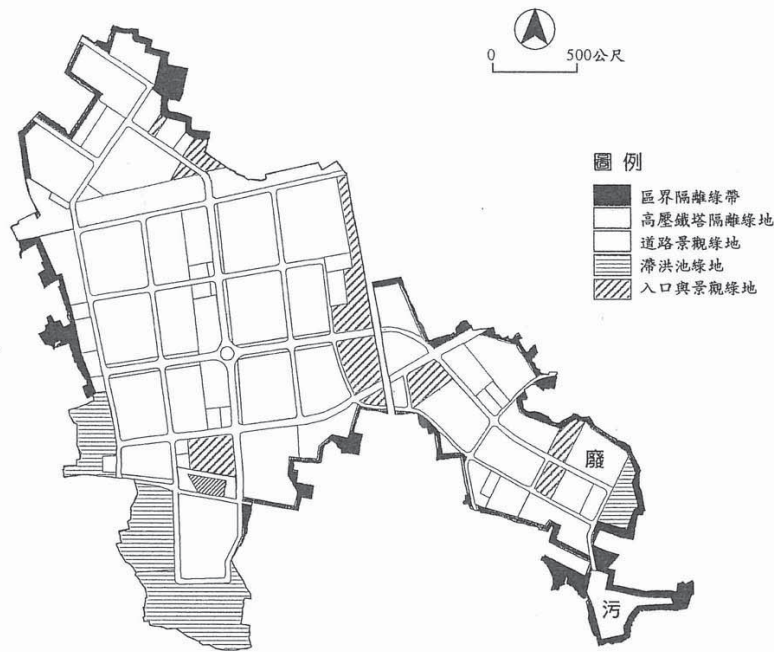 0 500公尺
圖例
區界隔離綠帶
高壓鐵塔隔離綠地
道路景觀綠地
滯洪池綠地
入口與景觀綠地
廢
污